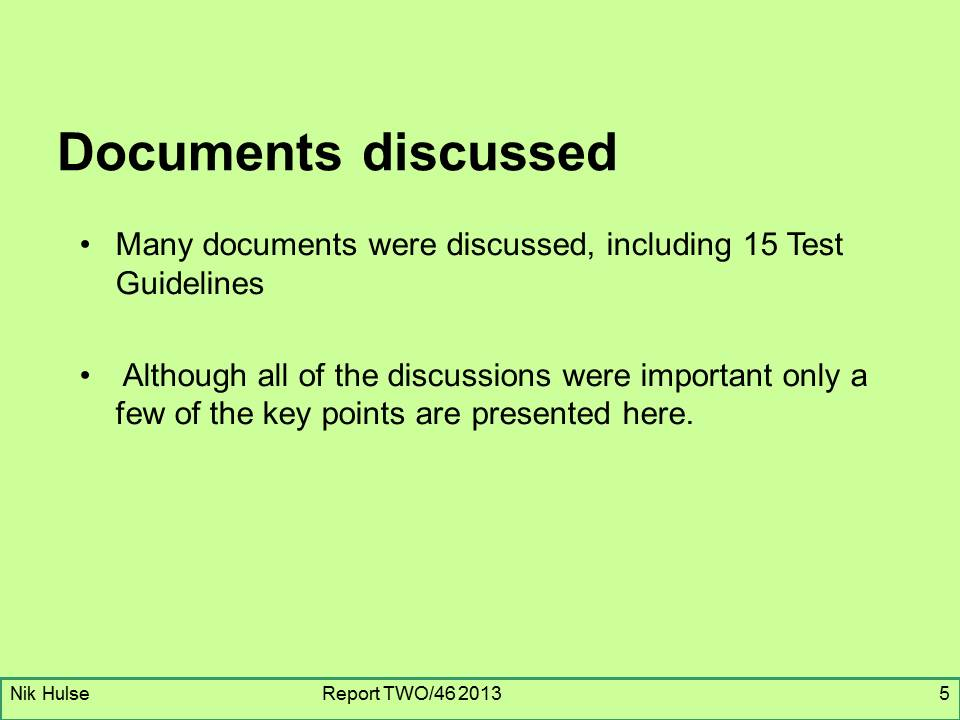 Documents discussed
• Many documents were discussed, including 15 Test
Guidelines
• Although all of the discussions were important only a
few of the key points are presented here.
Nik Hulse Report TWO/46 2013 5